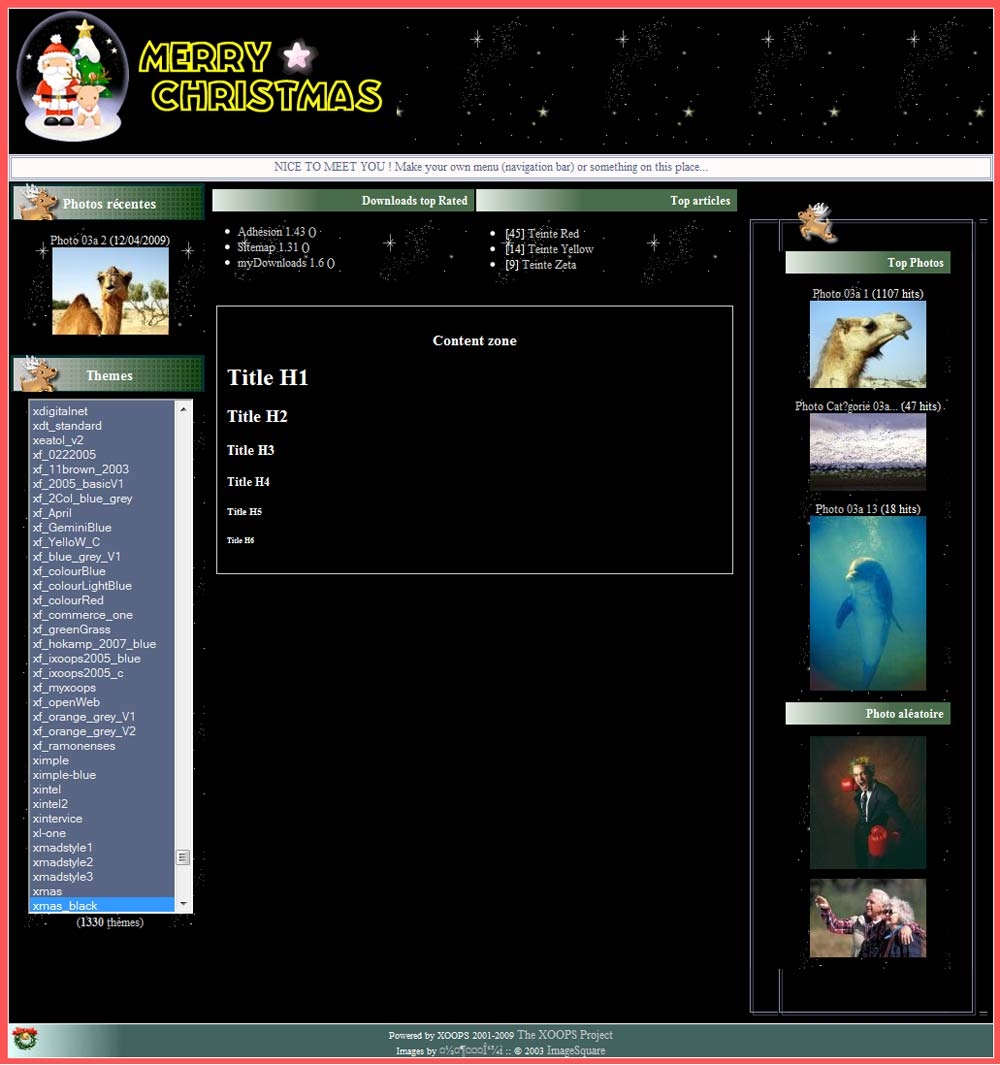 MERRY
CHRISTMAS
NICE TO MEET YOU ! Make your own menu (navigation bar) or something on this place...
Photos récentes
Photo 03a 2 (12/04/2009)
Themes
xdigitalnet
xdt_standard
xeatol_v2
xf_0222005
xf_11brown_2003
xf_2005_basicV1
xf_2Col_blue_grey
xf_April
xf_GeminiBlue
xf_YelloW_C
xf_blue_grey_V1
xf_colourBlue
xf_colourLightBlue
xf_colourRed
xf_commerce_one
xf_greenGrass
xf_hokamp_2007_blue
xf_ixoops2005_blue
xf_ixoops2005_c
xf_myxoops
xf_openWeb
xf_orange_grey_V1
xf_orange_grey_V2
xf_ramonenses
ximple
ximple-blue
xintel
xintel2
xintervice
xl-one
xmadstyle1
xmadstyle2
xmadstyle3
xmas
xmas_black
(1330 thèmes)
Downloads top Rated
Adhésion 1.43 ()
Sitemap 1.31 ()
myDownloads 1.6 ()
Top articles
[45] Teinte Red
[14] Teinte Yellow
[9] Teinte Zeta
Content zone
Title H1
Title H2
Title H3
Title H4
Title H5
Title H6
Top Photos
Photo 03a 1 (1107 hits)
Photo Cat?gorie 03a... (47 hits)
Photo 03a 13 (18 hits)
Photo aléatoire
Powered by XOOPS 2001-2009 The XOOPS Project
Images by :: © 2003 ImageSquare